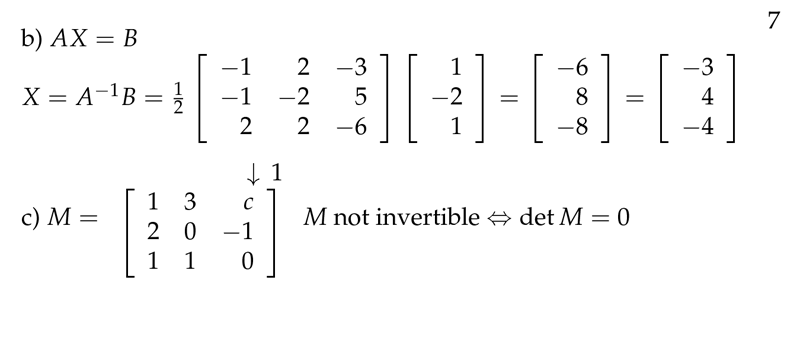 7
b) AX = B
X = A⁻¹B = ½ [ −1 2 −3 ; −1 −2 5 ; 2 2 −6 ] [ 1 ; −2 ; 1 ] = [ −6 ; 8 ; −8 ] = [ −3 ; 4 ; −4 ]
↓ 1
c) M = [ 1 3 c ; 2 0 −1 ; 1 1 0 ] M not invertible ⇔ det M = 0